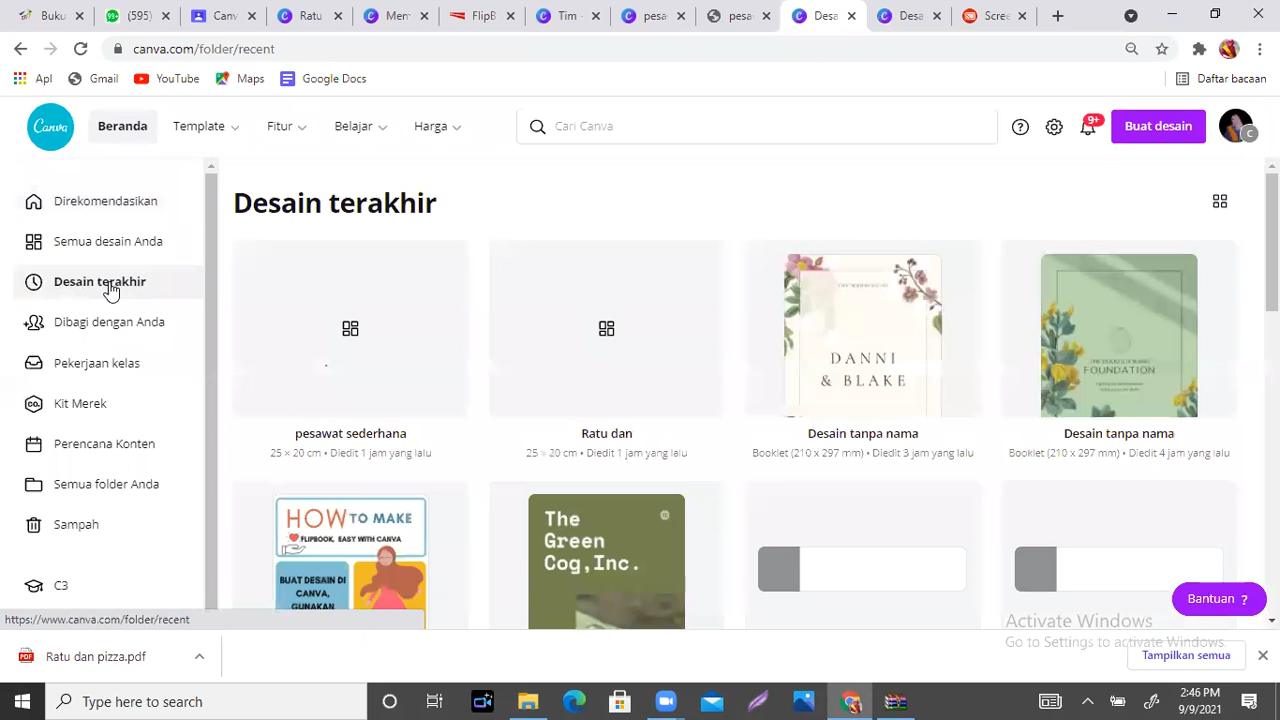 Buku
(595)
Canv
Ratu
Mem
FlipB
Tim -
pesa
pesa
Desa
Desa
Scree
canva.com/folder/recent
Apl
Gmail
YouTube
Maps
Google Docs
Daftar bacaan
Canva
Beranda
Template
Fitur
Belajar
Harga
Cari Canva
9+
Buat desain
C
Direkomendasikan
Semua desain Anda
Desain terakhir
Dibagi dengan Anda
Pekerjaan kelas
Kit Merek
CO.
Perencana Konten
Semua folder Anda
Sampah
C3
https://www.canva.com/folder/recent
Desain terakhir
pesawat sederhana
25 × 20 cm • Diedit 1 jam yang lalu
Ratu dan
25 × 20 cm • Diedit 1 jam yang lalu
DANNI
& BLAKE
Desain tanpa nama
Booklet (210 x 297 mm) • Diedit 3 jam yang lalu
FOUNDATION
Desain tanpa nama
Booklet (210 x 297 mm) • Diedit 4 jam yang lalu
HOW TO MAKE
FLIPBOOK, EASY WITH CANVA
BUAT DESAIN DI
CANVA,
GUNAKAN
The
Green
Cog,Inc.
Bantuan ?
Activate Windows
Go to Settings to activate Windows.
Ratu dan pizza.pdf
PDF
Tampilkan semua
Type here to search
2:46 PM
9/9/2021